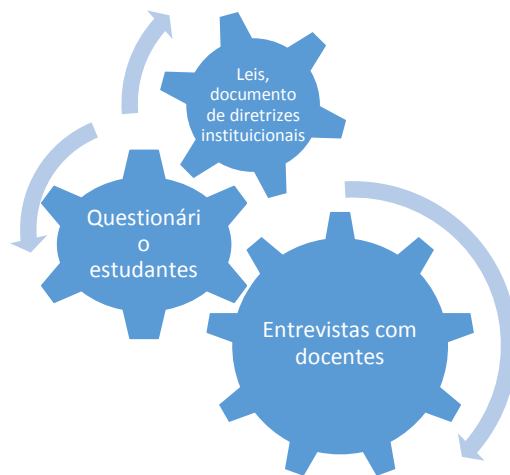 Leis,
documento
de diretrizes
instituicionais
Questionári
o
estudantes
Entrevistas com
docentes